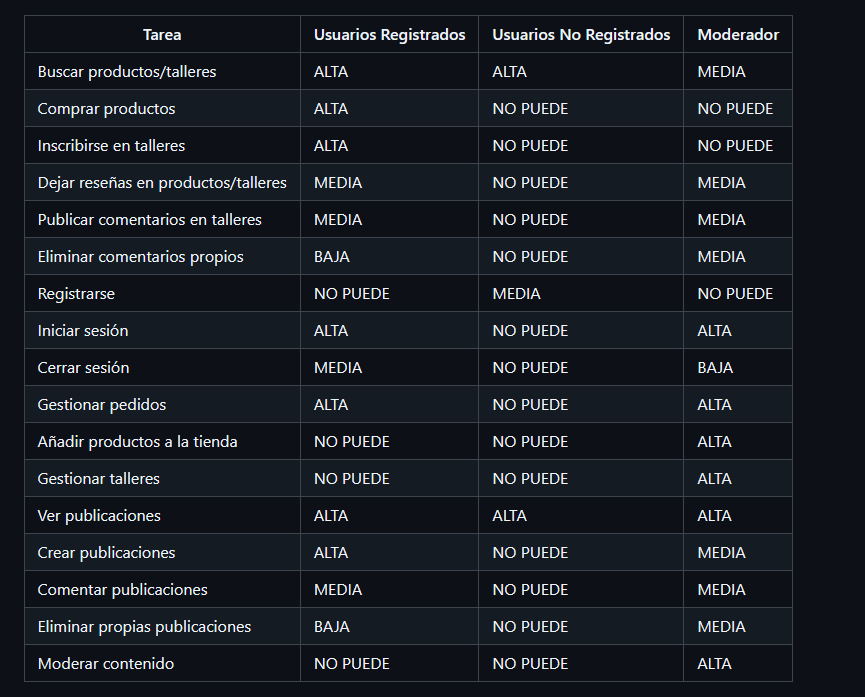 Tarea Usuarios Registrados Usuarios No Registrados Moderador
Buscar productos/talleres ALTA ALTA MEDIA
Comprar productos ALTA NO PUEDE NO PUEDE
Inscribirse en talleres ALTA NO PUEDE NO PUEDE
Dejar reseñas en productos/talleres MEDIA NO PUEDE MEDIA
Publicar comentarios en talleres MEDIA NO PUEDE MEDIA
Eliminar comentarios propios BAJA NO PUEDE MEDIA
Registrarse NO PUEDE MEDIA NO PUEDE
Iniciar sesión ALTA NO PUEDE ALTA
Cerrar sesión MEDIA NO PUEDE BAJA
Gestionar pedidos ALTA NO PUEDE ALTA
Añadir productos a la tienda NO PUEDE NO PUEDE ALTA
Gestionar talleres NO PUEDE NO PUEDE ALTA
Ver publicaciones ALTA ALTA ALTA
Crear publicaciones ALTA NO PUEDE MEDIA
Comentar publicaciones MEDIA NO PUEDE MEDIA
Eliminar propias publicaciones BAJA NO PUEDE MEDIA
Moderar contenido NO PUEDE NO PUEDE ALTA